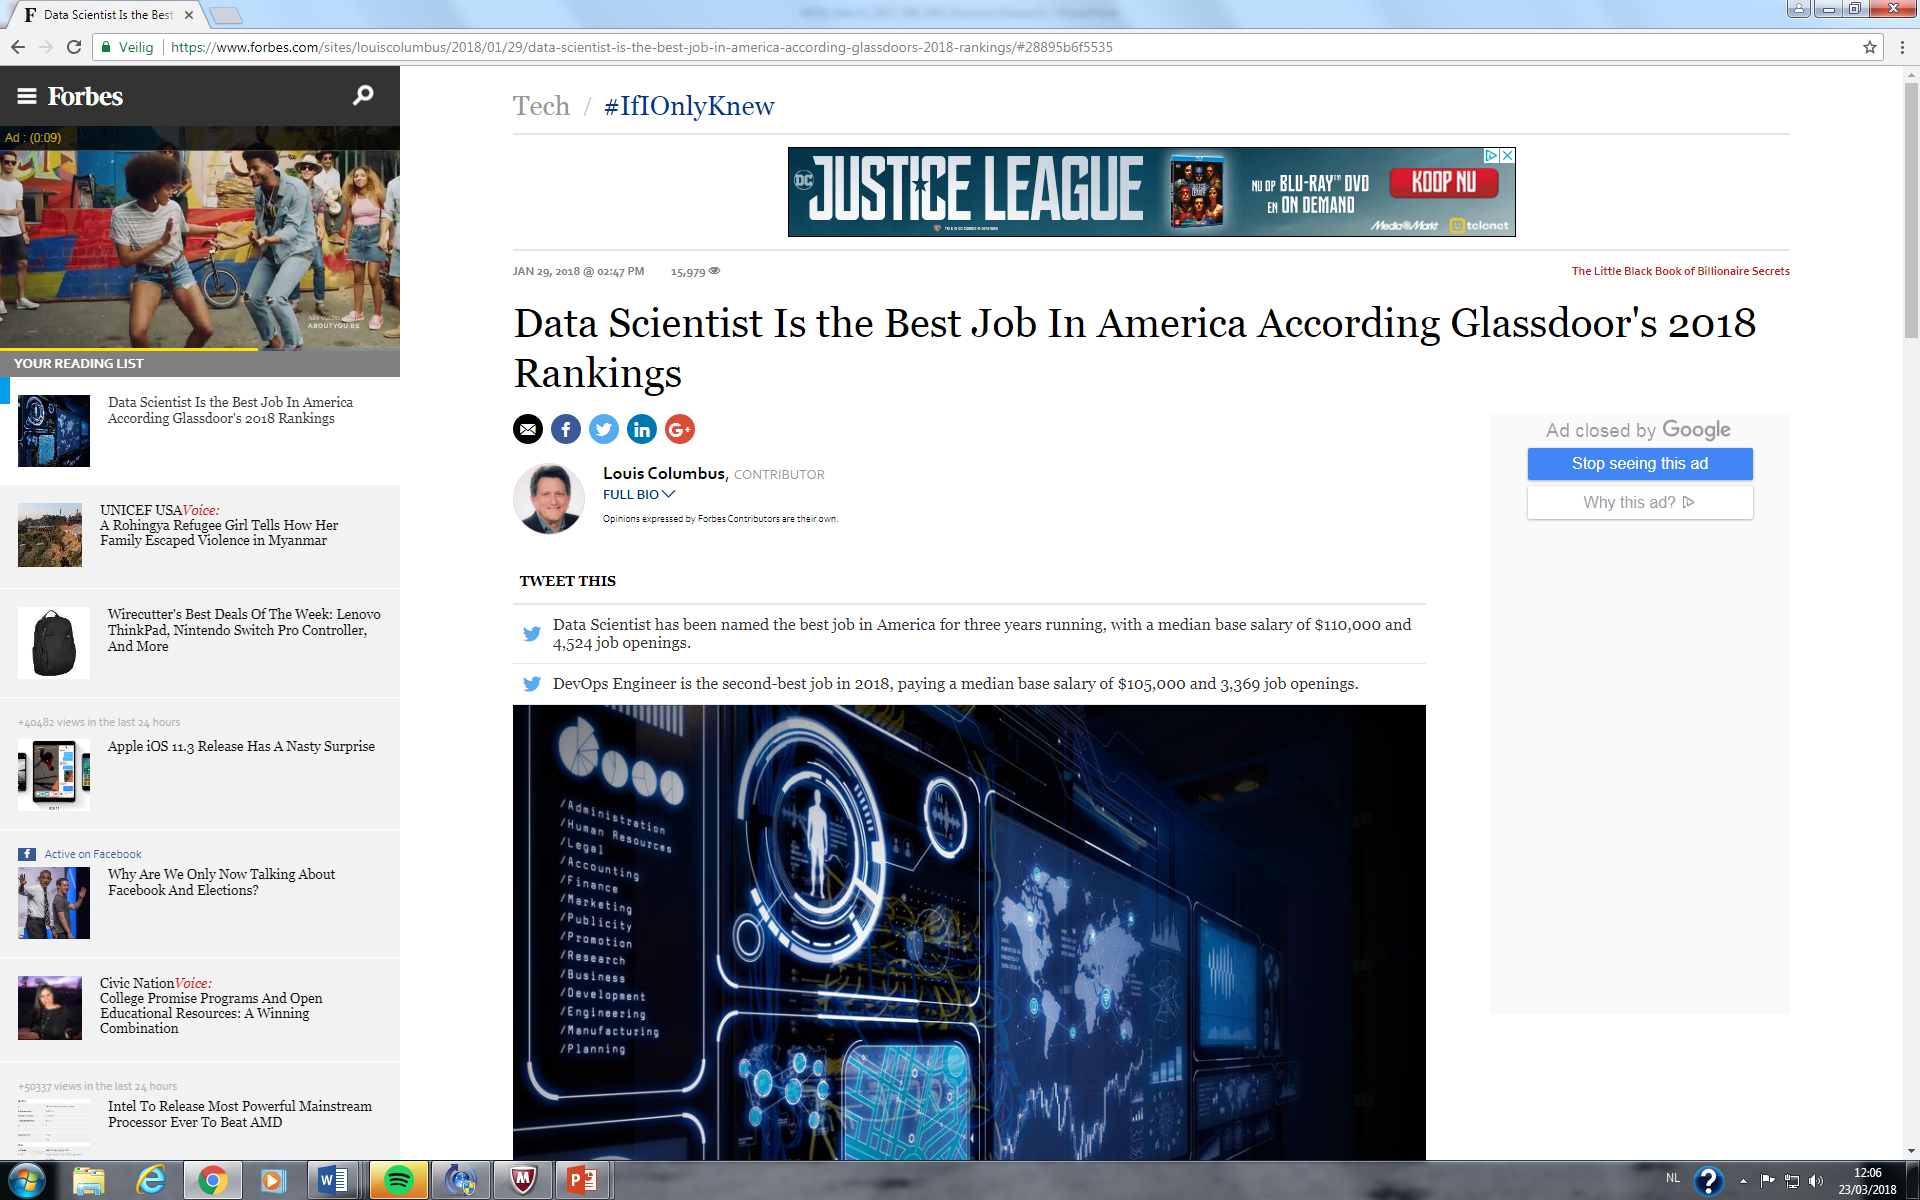 Data Scientist Is the Best
Veilig
https://www.forbes.com/sites/louiscolumbus/2018/01/29/data-scientist-is-the-best-job-in-america-according-glassdoors-2018-rankings/#28895b6f5535
Forbes
Ad : (0:09)
ABOUTYOU.BE
YOUR READING LIST
Data Scientist Is the Best Job In America
According Glassdoor's 2018 Rankings
UNICEF USAVoice:
A Rohingya Refugee Girl Tells How Her
Family Escaped Violence in Myanmar
Wirecutter's Best Deals Of The Week: Lenovo
ThinkPad, Nintendo Switch Pro Controller,
And More
+40482 views in the last 24 hours
Apple iOS 11.3 Release Has A Nasty Surprise
Active on Facebook
Why Are We Only Now Talking About
Facebook And Elections?
Civic NationVoice:
College Promise Programs And Open
Educational Resources: A Winning
Combination
+50337 views in the last 24 hours
Intel To Release Most Powerful Mainstream
Processor Ever To Beat AMD
Tech / #IfIOnlyKnew
DC
JUSTICE LEAGUE
NU OP BLU-RAY™ DVD
EN ON DEMAND
KOOP NU
Media Markt
telenet
JAN 29, 2018 @ 02:47 PM 15,979
The Little Black Book of Billionaire Secrets
Data Scientist Is the Best Job In America According Glassdoor's 2018
Rankings
Louis Columbus, CONTRIBUTOR
FULL BIO
Opinions expressed by Forbes Contributors are their own.
Ad closed by Google
Stop seeing this ad
Why this ad?
TWEET THIS
Data Scientist has been named the best job in America for three years running, with a median base salary of $110,000 and
4,524 job openings.
DevOps Engineer is the second-best job in 2018, paying a median base salary of $105,000 and 3,369 job openings.
/Administration
/Human Resources
/Legal
/Accounting
/Finance
/Marketing
/Publicity
/Promotion
/Research
/Business
/Development
/Engineering
/Manufacturing
/Planning
NL
12:06
23/03/2018